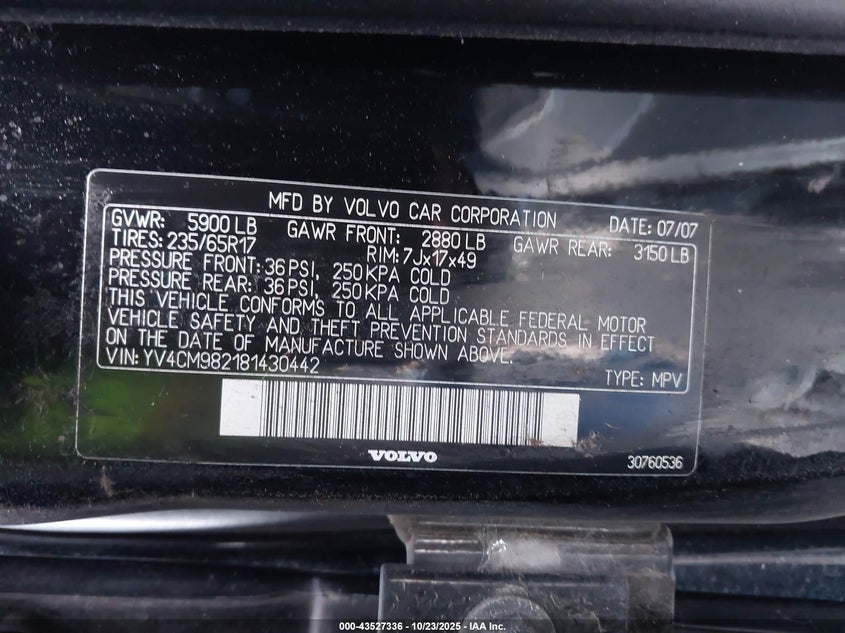 MFD BY VOLVO CAR CORPORATION DATE: 07/07
GVWR: 5900 LB GAWR FRONT: 2880 LB GAWR REAR: 3150 LB
TIRES: 235/65R17 RIM: 7Jx17x49
PRESSURE FRONT: 36 PSI, 250 KPA COLD
PRESSURE REAR: 36 PSI, 250 KPA COLD
THIS VEHICLE CONFORMS TO ALL APPLICABLE FEDERAL MOTOR
VEHICLE SAFETY AND THEFT PREVENTION STANDARDS IN EFFECT
ON THE DATE OF MANUFACTURE SHOWN ABOVE.
VIN: YV4CM982181430442 TYPE: MPV
VOLVO 30760536
000-43527336 - 10/23/2025 - IAA Inc.